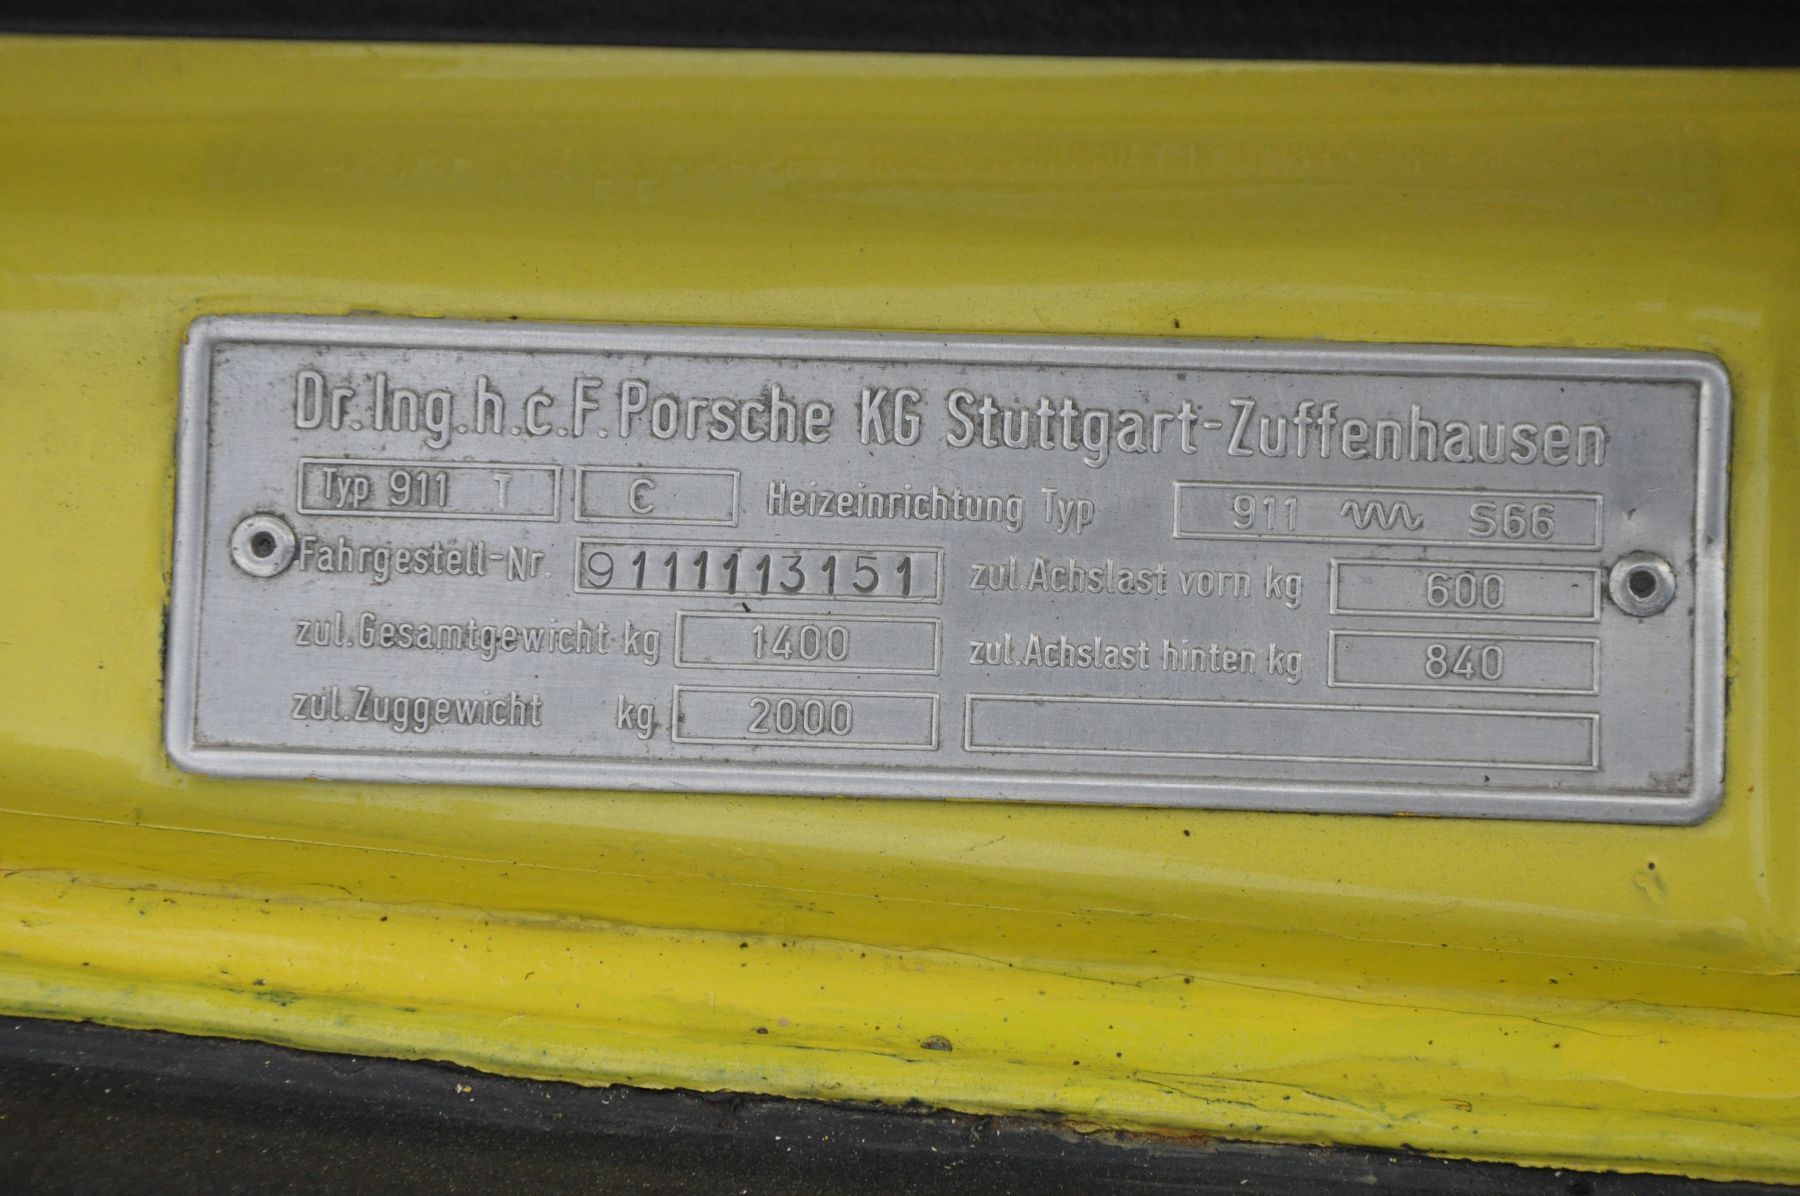 Dr.Ing.h.c.F.Porsche KG Stuttgart-Zuffenhausen
Typ 911 T C Heizeinrichtung Typ 911 S66
Fahrgestell-Nr. 9111113151 zul.Achslast vorn kg 600
zul.Gesamtgewicht kg 1400 zul.Achslast hinten kg 840
zul.Zuggewicht kg 2000